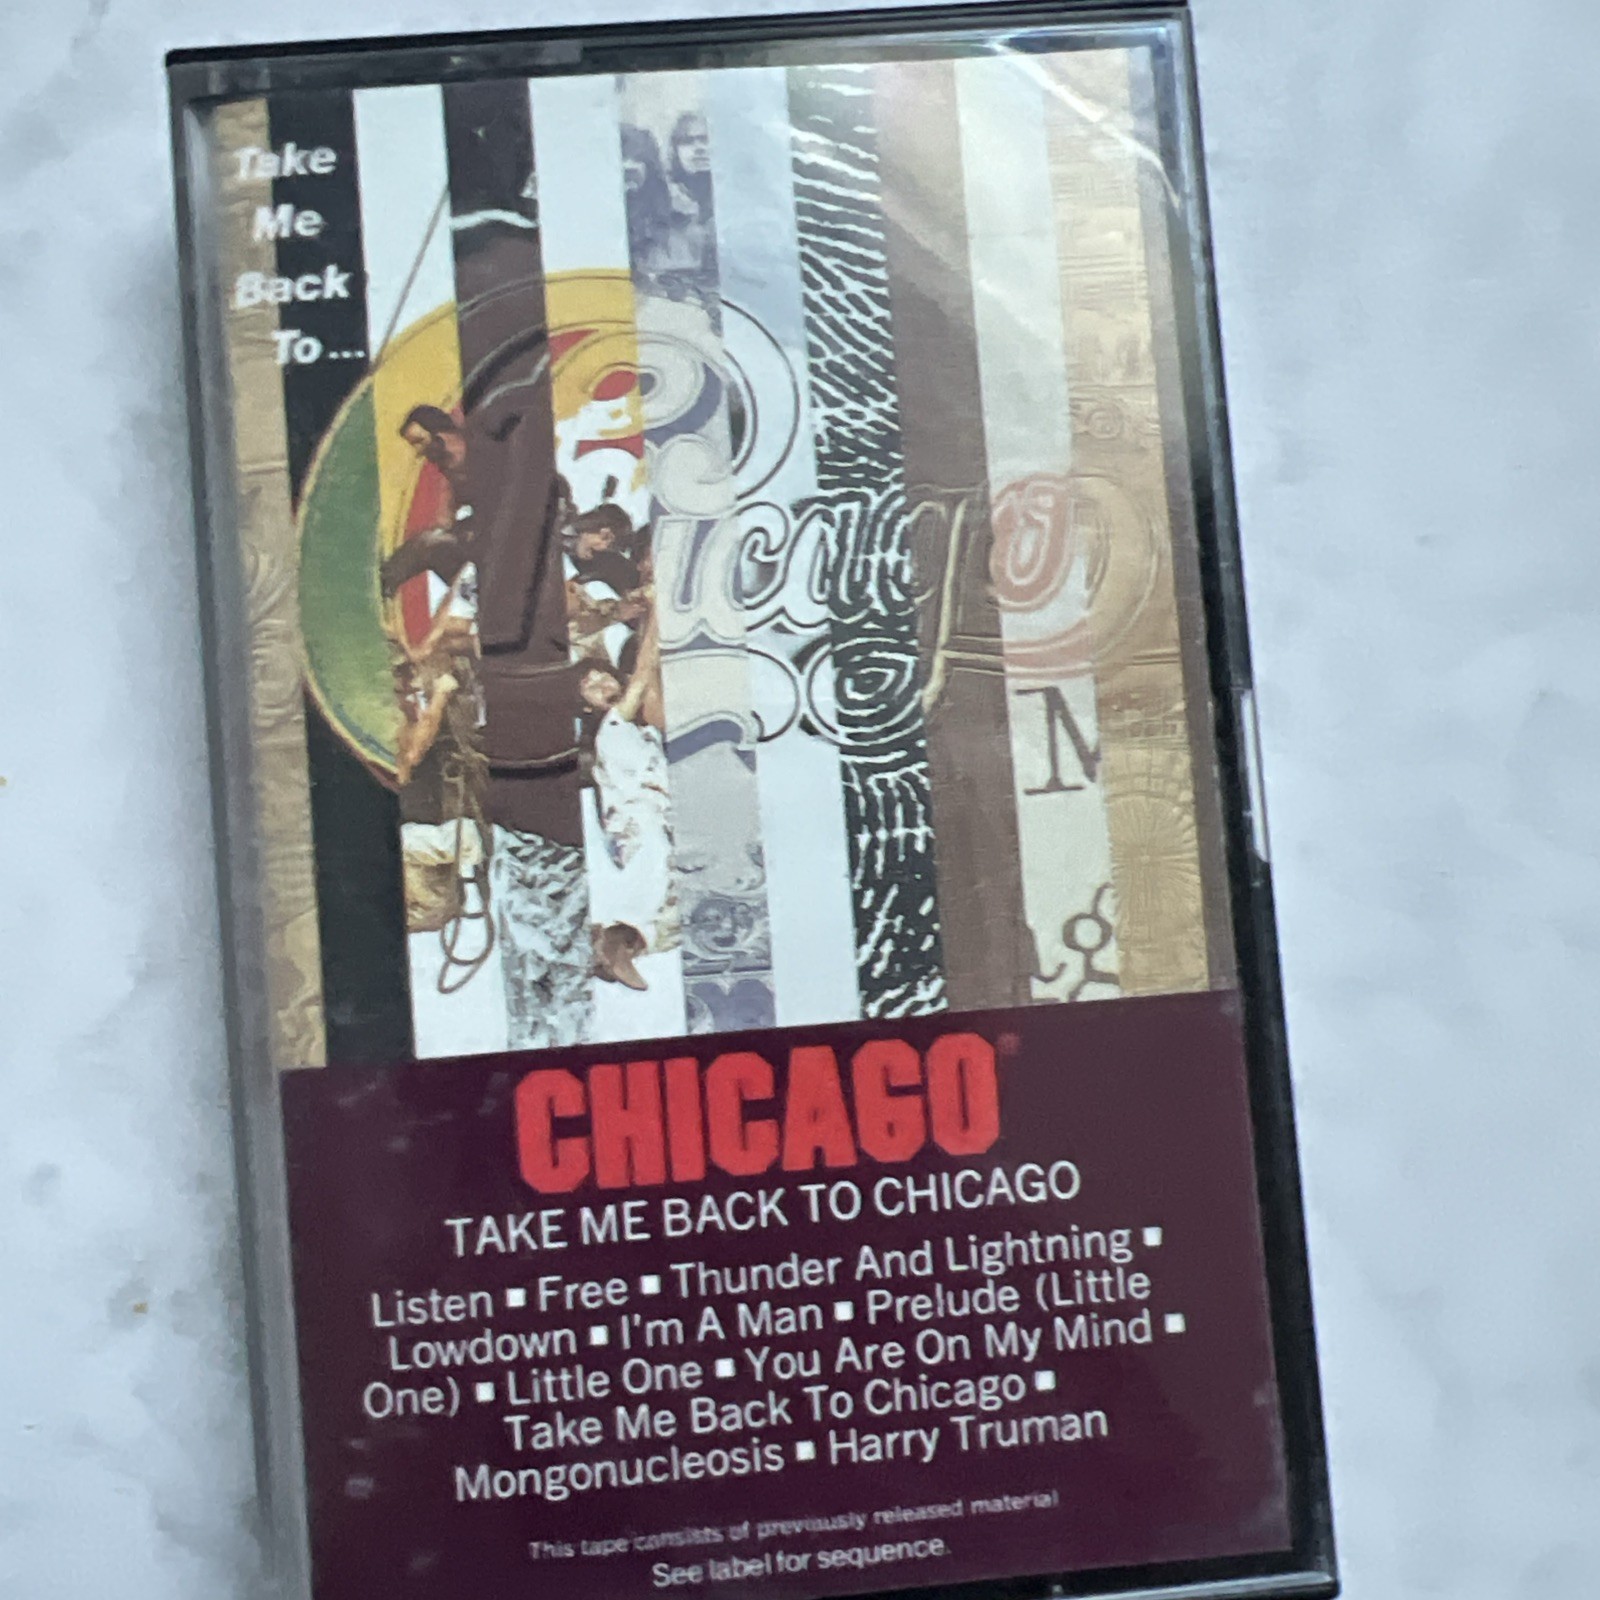 Take
Me
Back
To...
Chicago
M
g
CHICAGO®
TAKE ME BACK TO CHICAGO
Listen ▪ Free ▪ Thunder And Lightning ▪
Lowdown ▪ I'm A Man ▪ Prelude (Little
One) ▪ Little One ▪ You Are On My Mind ▪
Take Me Back To Chicago ▪
Mongonucleosis ▪ Harry Truman
This tape consists of previously released material
See label for sequence.